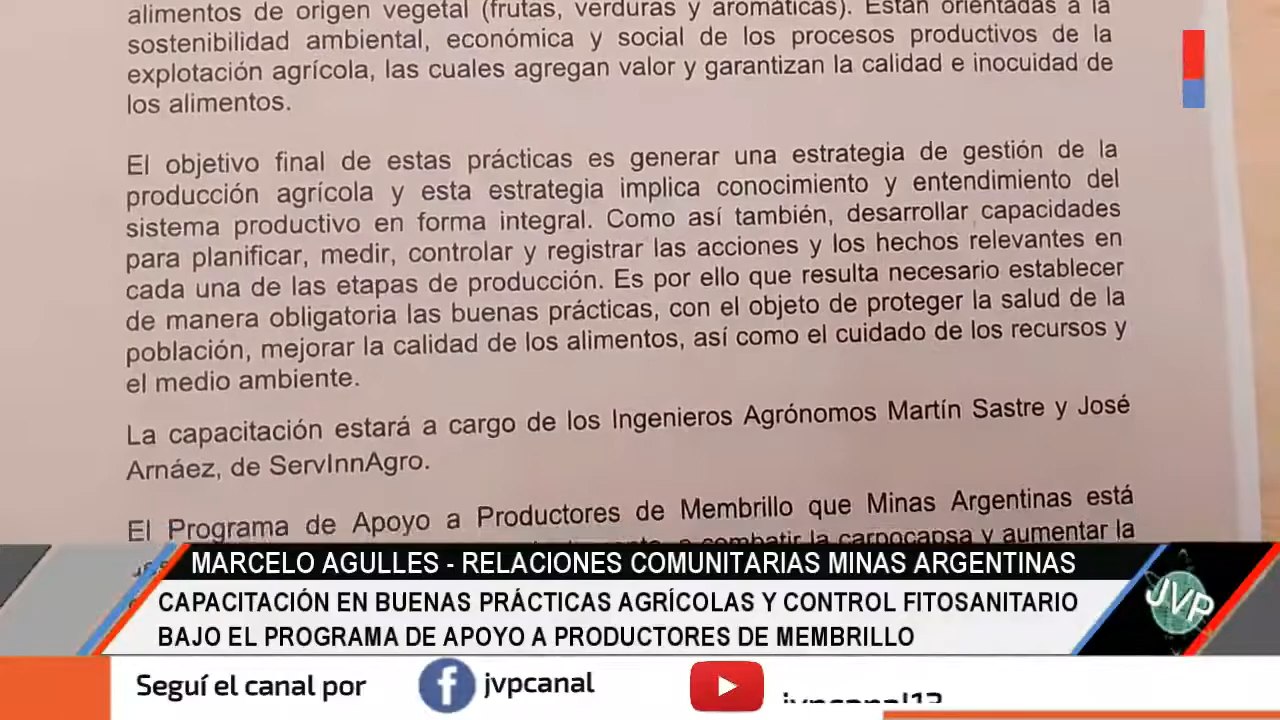 alimentos de origen vegetal (frutas, verduras y aromáticas). Están orientadas a la
sostenibilidad ambiental, económica y social de los procesos productivos de la
explotación agrícola, las cuales agregan valor y garantizan la calidad e inocuidad de
los alimentos.
El objetivo final de estas prácticas es generar una estrategia de gestión de la
producción agrícola y esta estrategia implica conocimiento y entendimiento del
sistema productivo en forma integral. Como así también, desarrollar capacidades
para planificar, medir, controlar y registrar las acciones y los hechos relevantes en
cada una de las etapas de producción. Es por ello que resulta necesario establecer
de manera obligatoria las buenas prácticas, con el objeto de proteger la salud de la
población, mejorar la calidad de los alimentos, así como el cuidado de los recursos y
el medio ambiente.
La capacitación estará a cargo de los Ingenieros Agrónomos Martín Sastre y José
Arnáez, de ServInnAgro.
El Programa de Apoyo a Productores de Membrillo que Minas Argentinas está
combatir la carpocapsa y aumentar la
MARCELO AGULLES - RELACIONES COMUNITARIAS MINAS ARGENTINAS
CAPACITACIÓN EN BUENAS PRÁCTICAS AGRÍCOLAS Y CONTROL FITOSANITARIO
BAJO EL PROGRAMA DE APOYO A PRODUCTORES DE MEMBRILLO
JVP
Seguí el canal por
jvpcanal
jvpcanal13